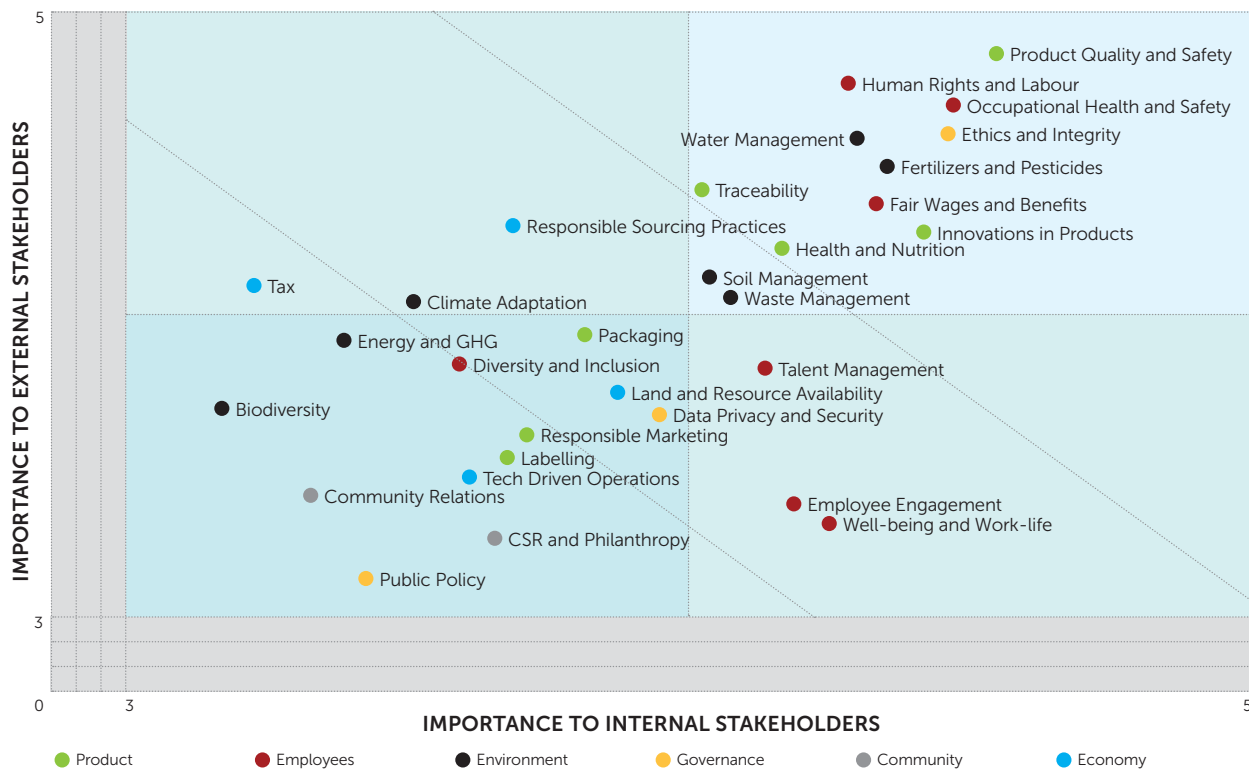 5
Product Quality and Safety
Human Rights and Labour
Occupational Health and Safety
Ethics and Integrity
Water Management
Fertilizers and Pesticides
Traceability
Fair Wages and Benefits
Responsible Sourcing Practices
Innovations in Products
Health and Nutrition
Soil Management
Tax
Waste Management
Climate Adaptation
Packaging
Energy and GHG
Diversity and Inclusion
Talent Management
Land and Resource Availability
Biodiversity
Data Privacy and Security
Responsible Marketing
Labelling
Tech Driven Operations
Community Relations
Employee Engagement
Well-being and Work-life
CSR and Philanthropy
Public Policy
IMPORTANCE TO EXTERNAL STAKEHOLDERS
3
0
3
5
IMPORTANCE TO INTERNAL STAKEHOLDERS
Product
Employees
Environment
Governance
Community
Economy